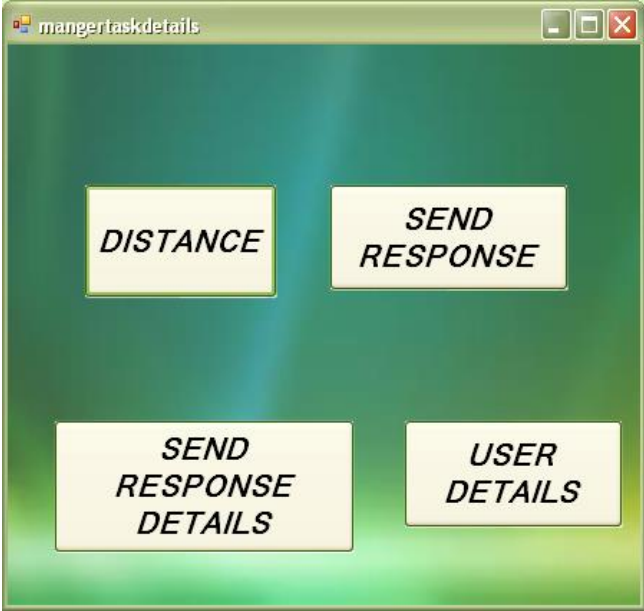 mangertaskdetails
DISTANCE
SEND
RESPONSE
SEND
RESPONSE
DETAILS
USER
DETAILS